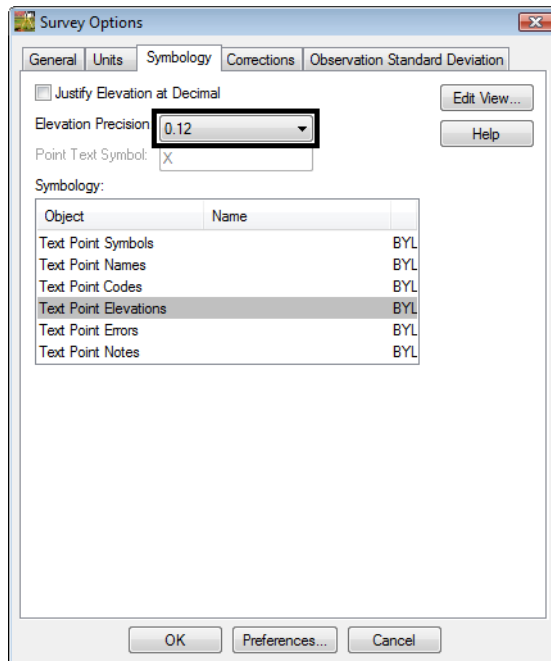 Survey Options
General Units Symbology Corrections Observation Standard Deviation
Justify Elevation at Decimal
Edit View...
Elevation Precision 0.12
Help
Point Text Symbol: X
Symbology:
Object Name
Text Point Symbols BYL
Text Point Names BYL
Text Point Codes BYL
Text Point Elevations BYL
Text Point Errors BYL
Text Point Notes BYL
OK Preferences... Cancel